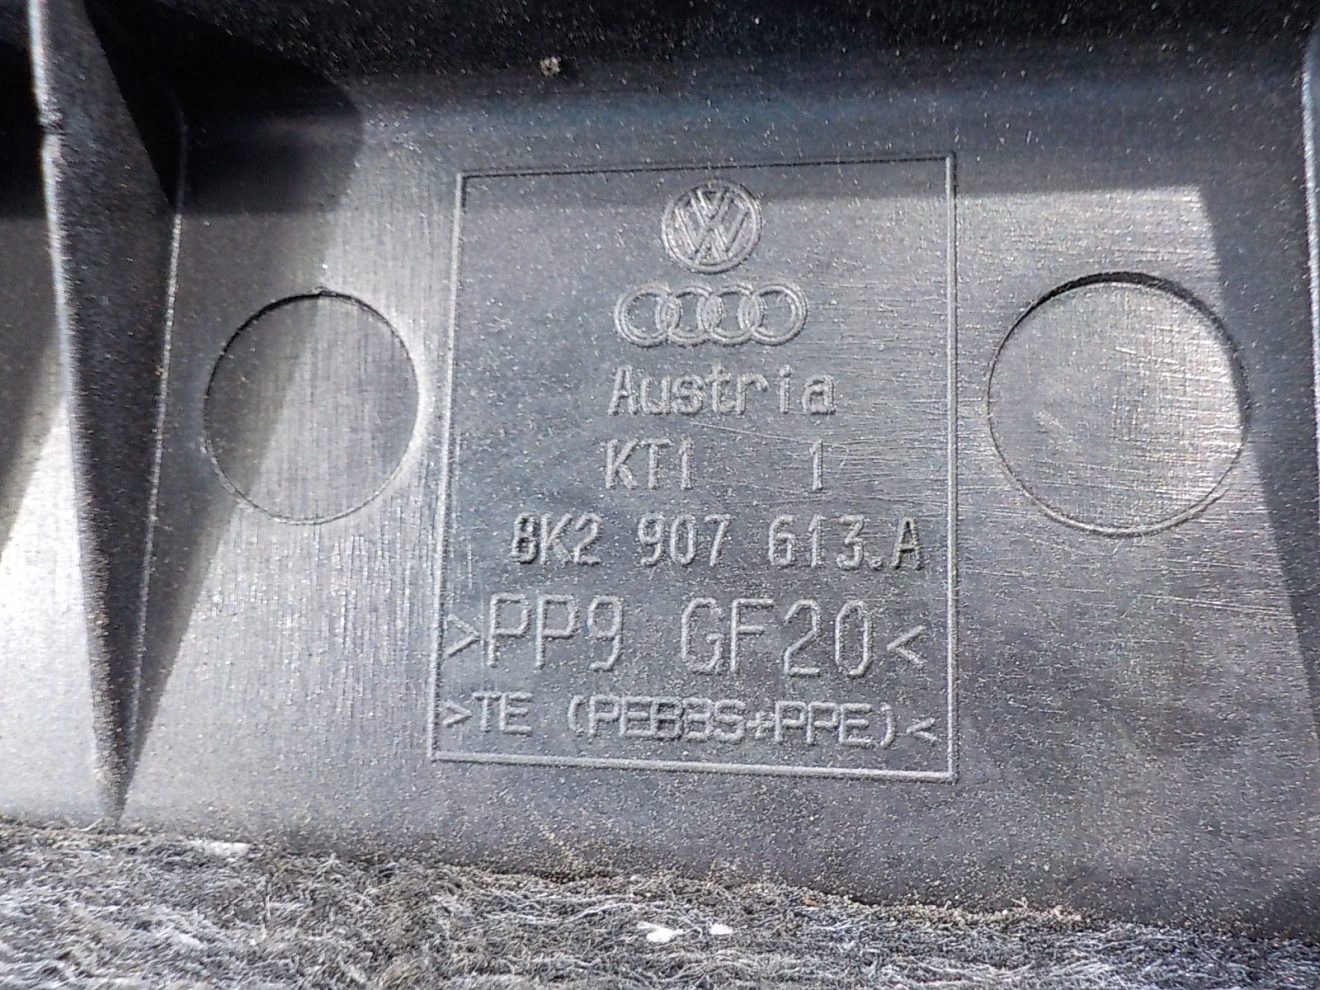 Austria
KT1 1
8K2 907 613.A
>PP9 GF20<
>TE (PEBBS+PPE)<